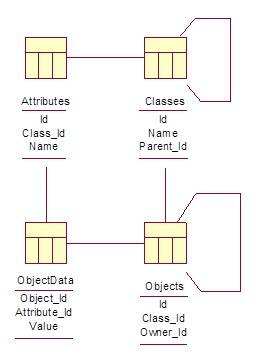 Attributes
Id
Class_Id
Name
Classes
Id
Name
Parent_Id
ObjectData
Object_Id
Attribute_Id
Value
Objects
Id
Class_Id
Owner_Id